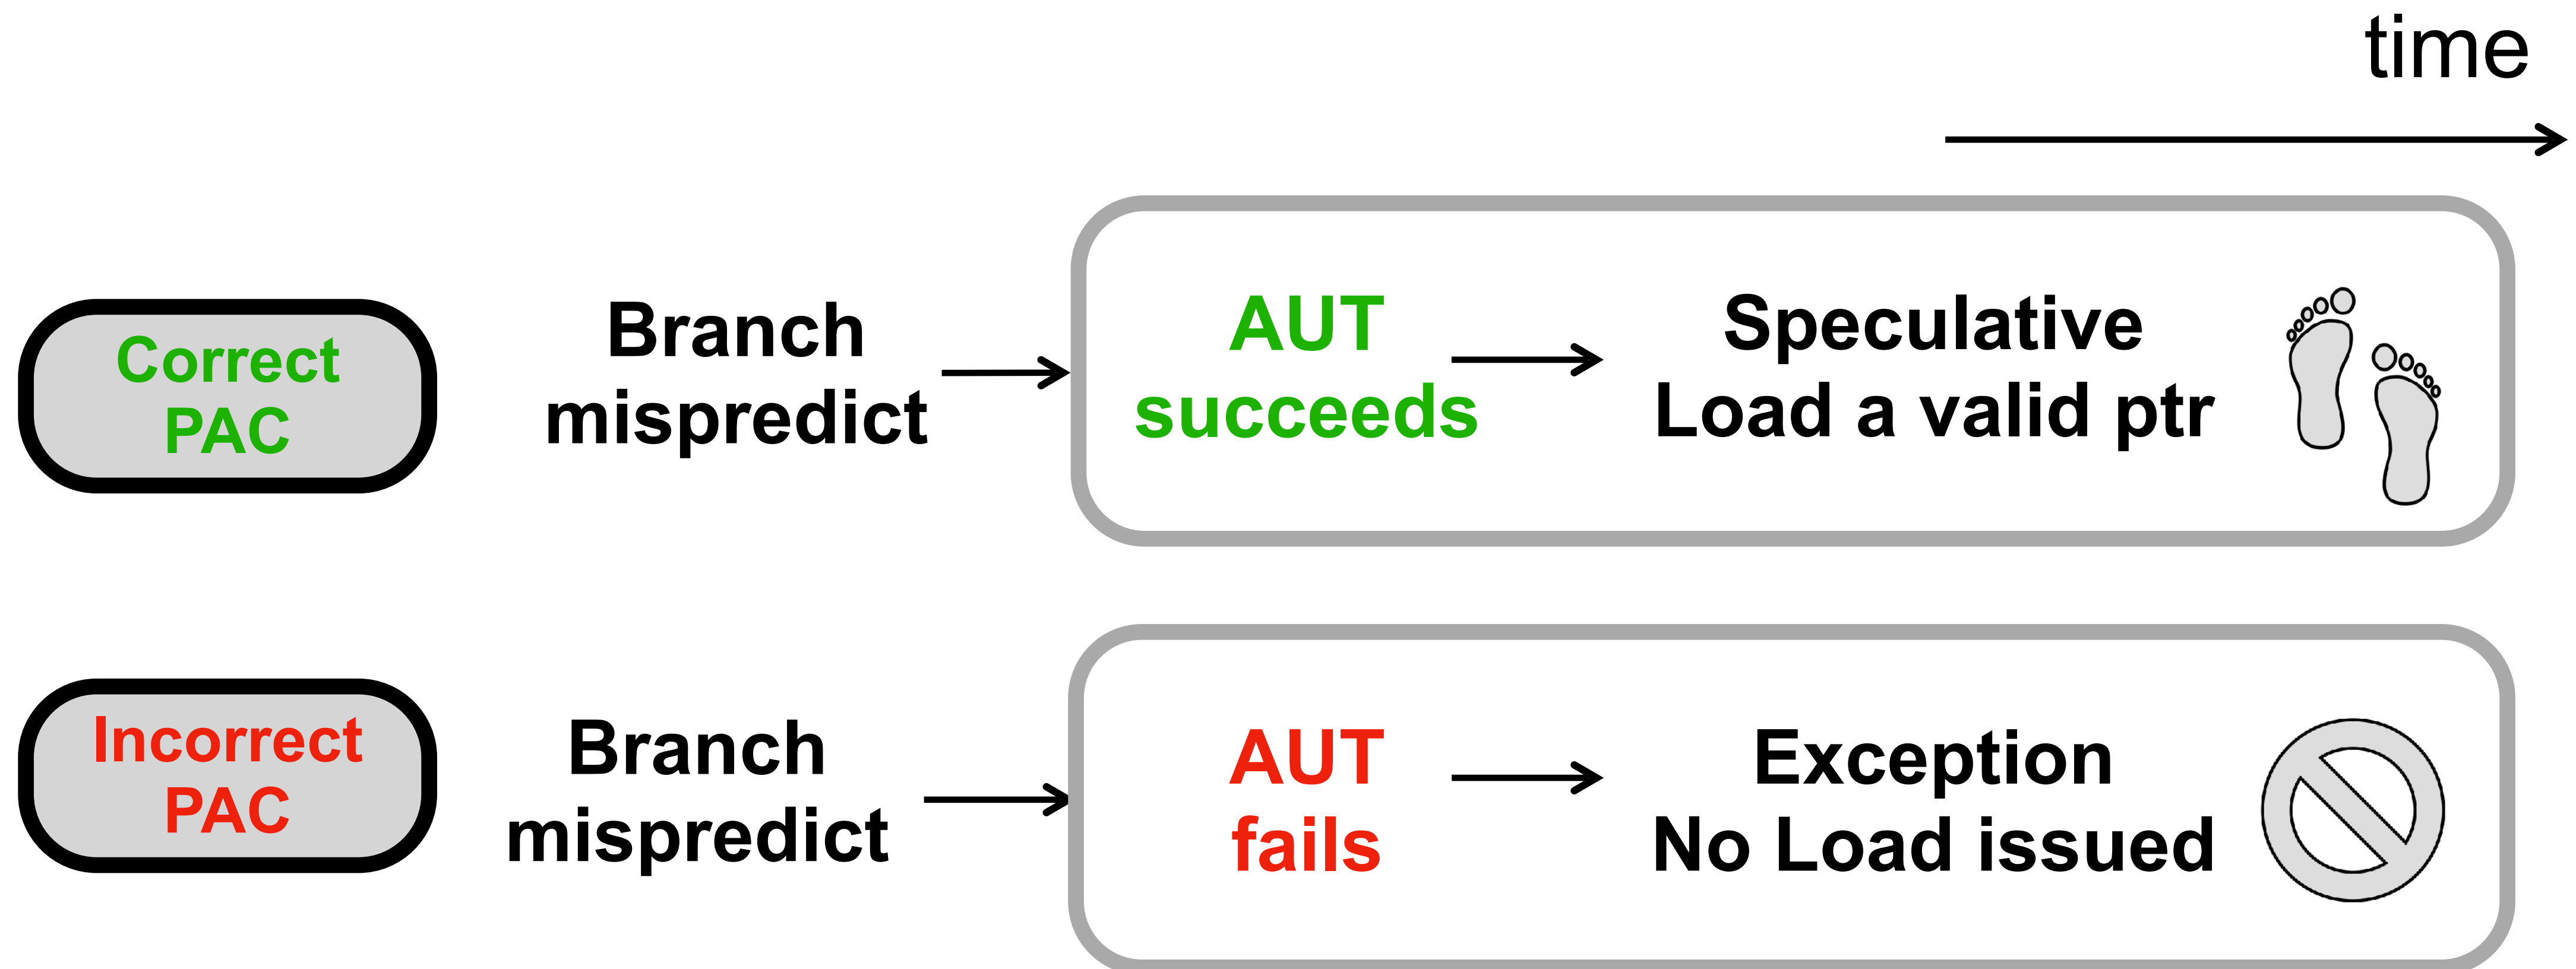 time
Correct
PAC
Branch
mispredict
AUT
succeeds
Speculative
Load a valid ptr
Incorrect
PAC
Branch
mispredict
AUT
fails
Exception
No Load issued